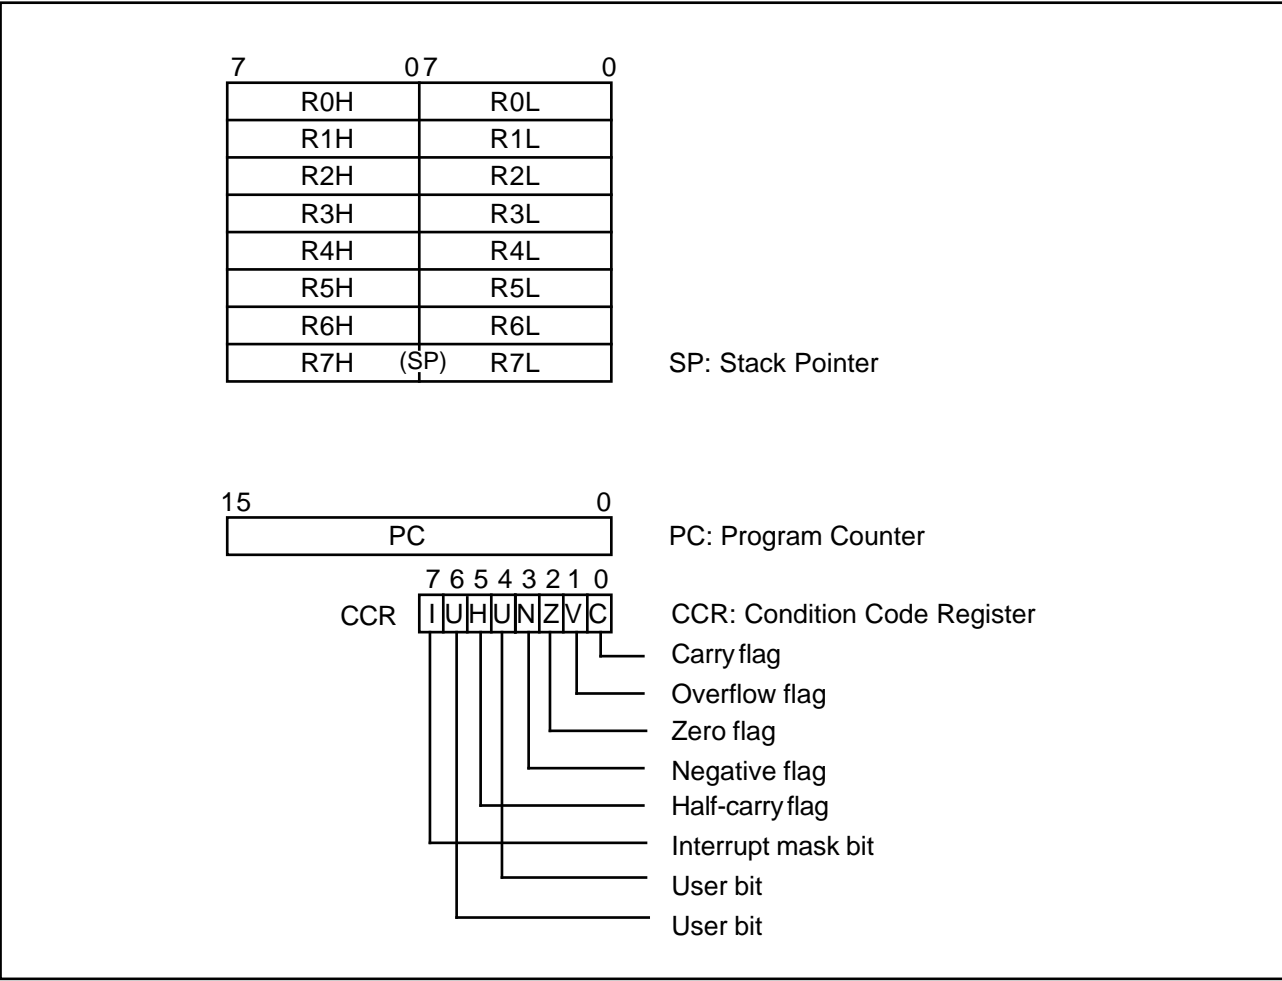 7 0 7 0
R0H R0L
R1H R1L
R2H R2L
R3H R3L
R4H R4L
R5H R5L
R6H R6L
R7H (SP) R7L SP: Stack Pointer
15 0
PC PC: Program Counter
7 6 5 4 3 2 1 0
CCR I U H U N Z V C CCR: Condition Code Register
Carry flag
Overflow flag
Zero flag
Negative flag
Half-carry flag
Interrupt mask bit
User bit
User bit